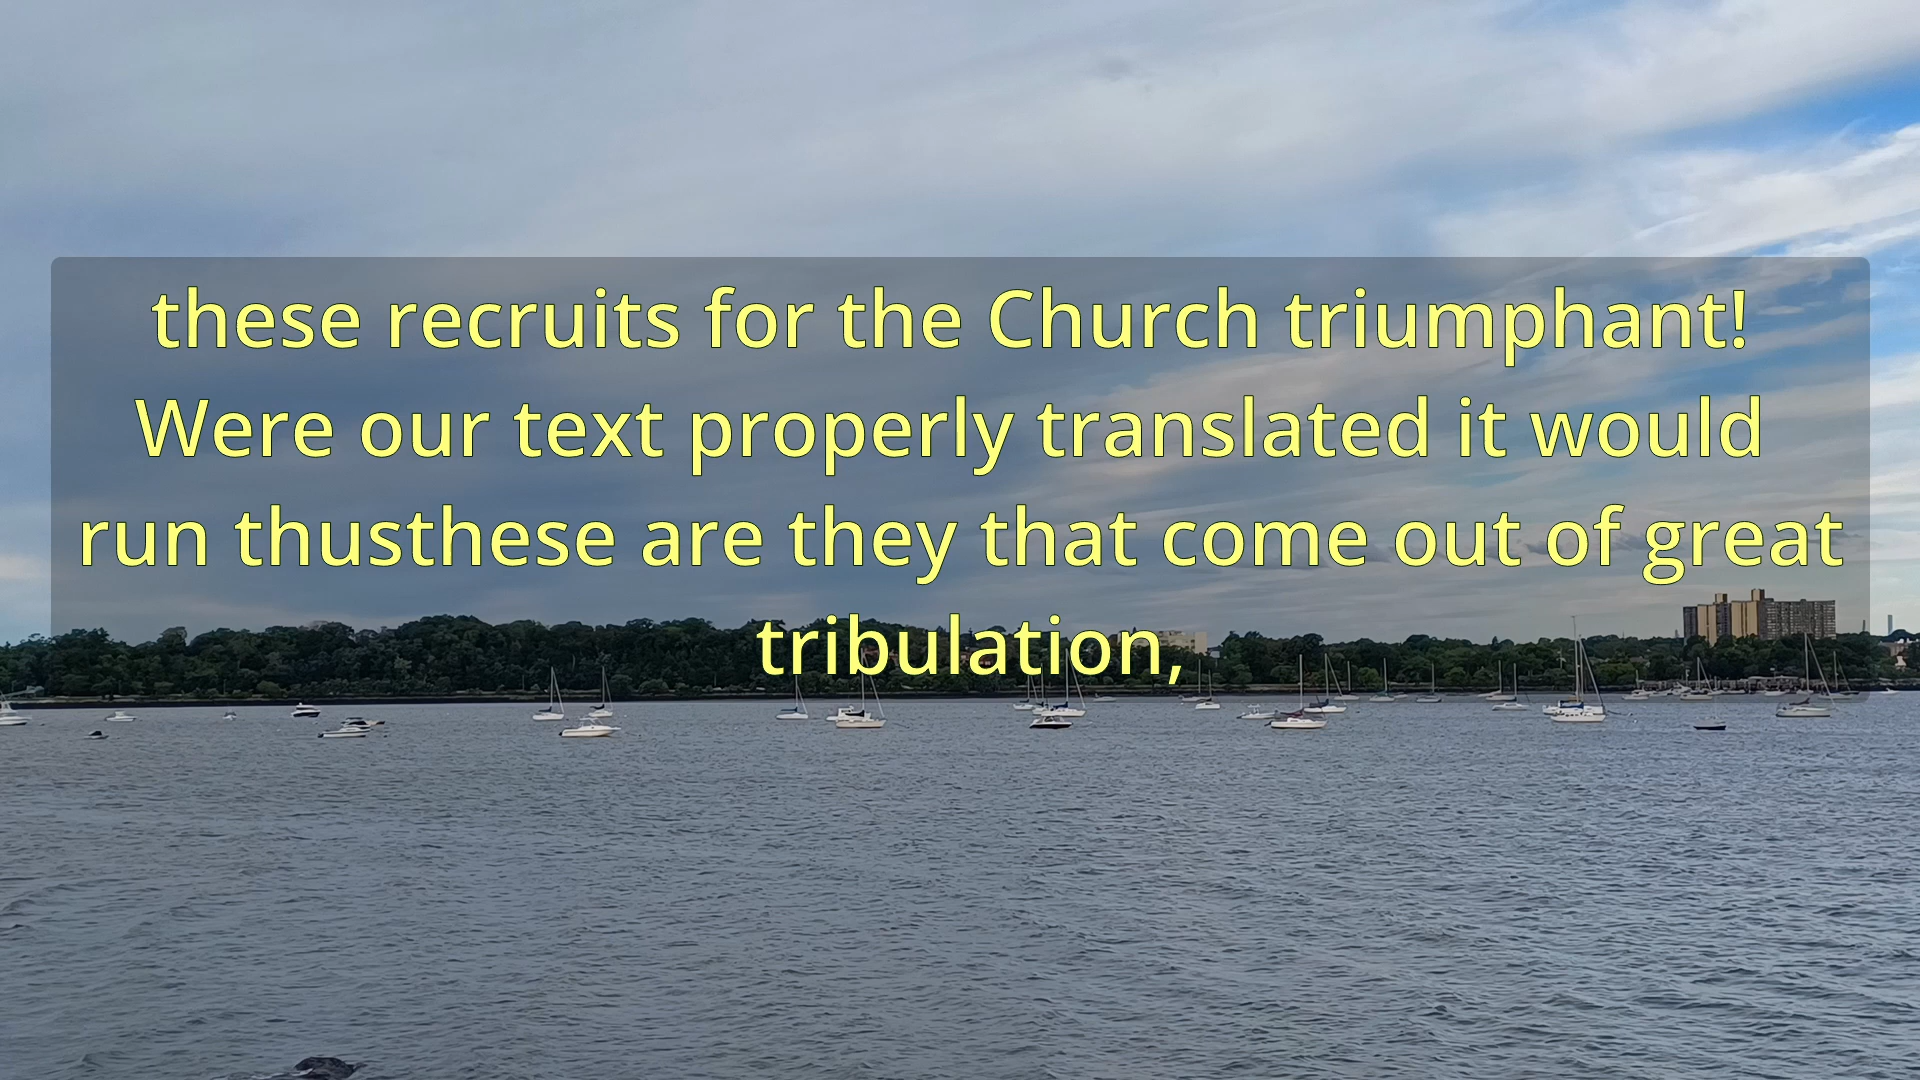 these recruits for the Church triumphant!
Were our text properly translated it would
run thusthese are they that come out of great
tribulation,